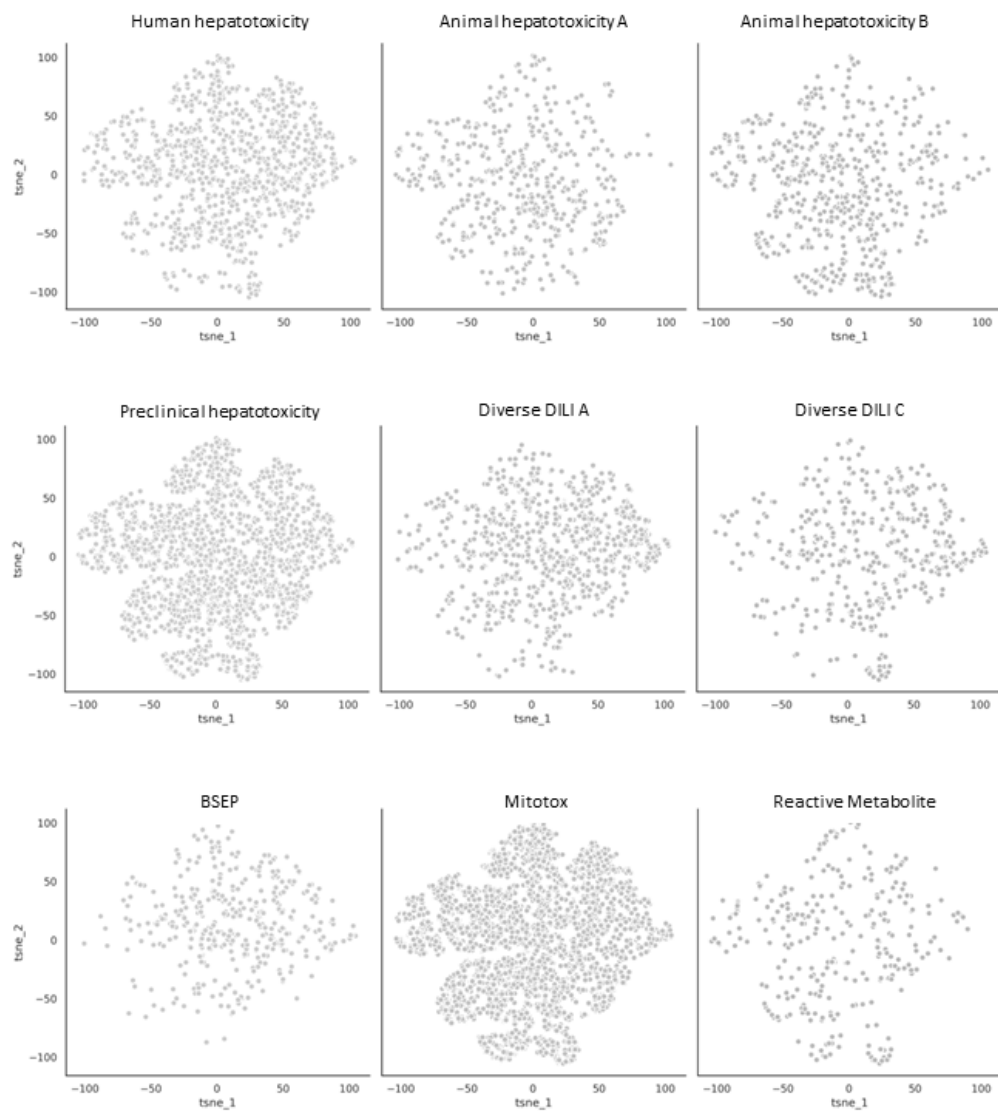 Human hepatotoxicity Animal hepatotoxicity A Animal hepatotoxicity B
100
50
0
−50
−100
tsne_2
−100 −50 0 50 100 −100 −50 0 50 100 −100 −50 0 50 100
tsne_1 tsne_1 tsne_1
Preclinical hepatotoxicity Diverse DILI A Diverse DILI C
100
50
0
−50
−100
tsne_2
−100 −50 0 50 100 −100 −50 0 50 100 −100 −50 0 50 100
tsne_1 tsne_1 tsne_1
BSEP Mitotox Reactive Metabolite
100
50
0
−50
−100
tsne_2
−100 −50 0 50 100 −100 −50 0 50 100 −100 −50 0 50 100
tsne_1 tsne_1 tsne_1